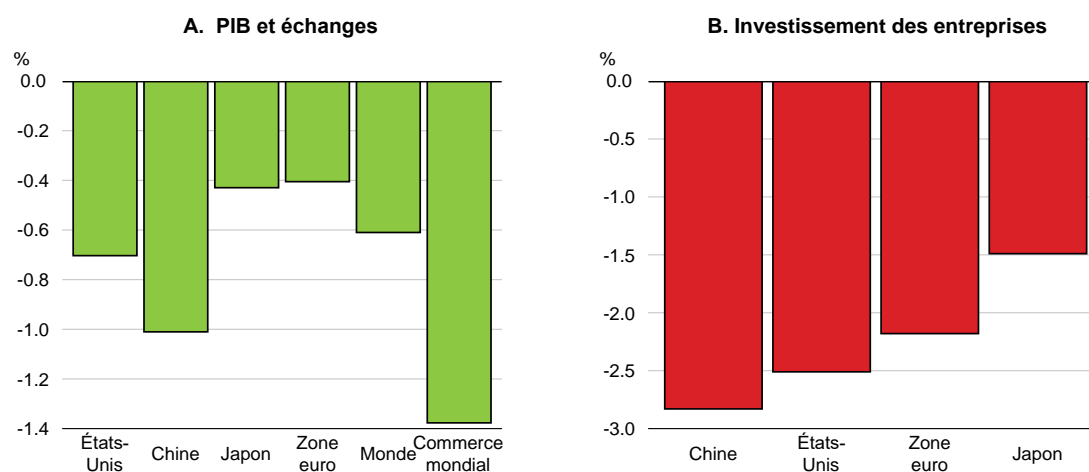 A. PIB et échanges
%
0.0
-0.2
-0.4
-0.6
-0.8
-1.0
-1.2
-1.4
États-
Unis
Chine
Japon
Zone
euro
Monde
Commerce
mondial
B. Investissement des entreprises
%
0.0
-0.5
-1.0
-1.5
-2.0
-2.5
-3.0
Chine
États-
Unis
Zone
euro
Japon